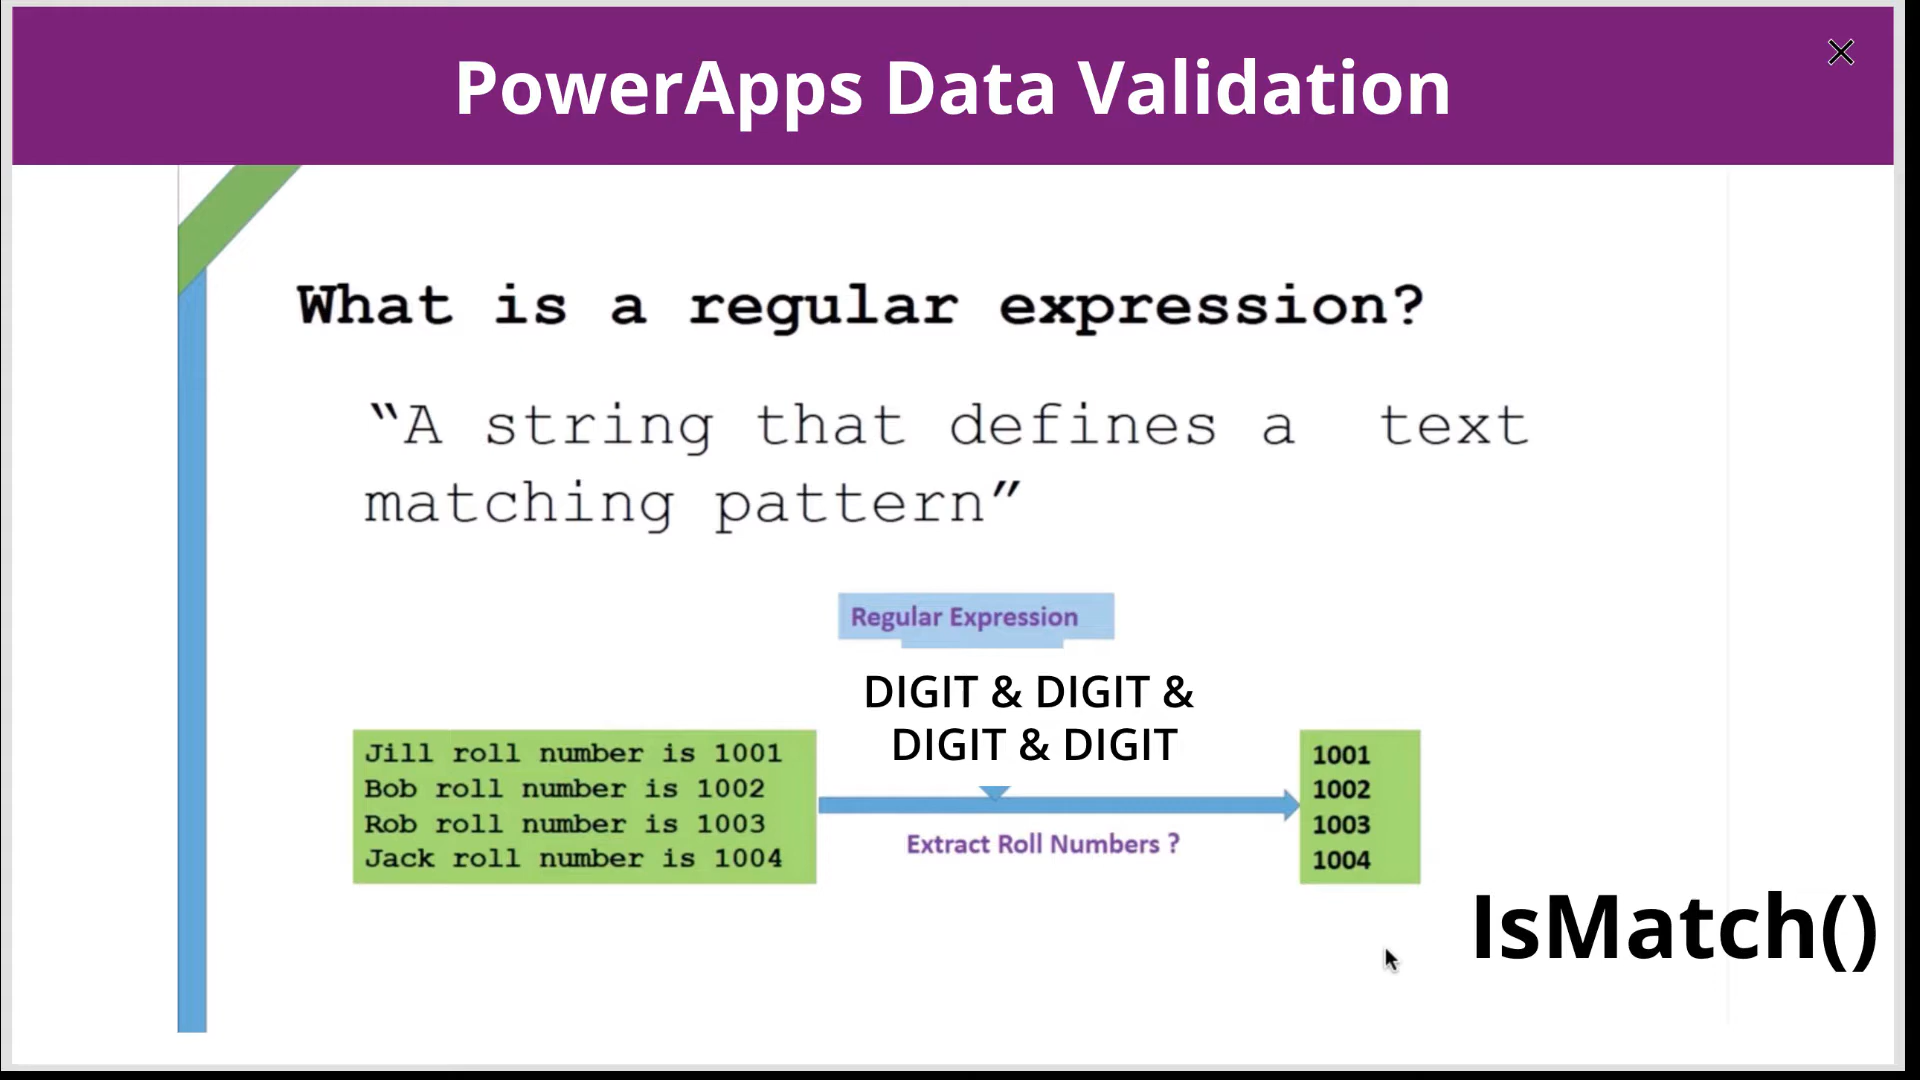 PowerApps Data Validation
What is a regular expression?
“A string that defines a text
matching pattern”
Regular Expression
DIGIT & DIGIT &
DIGIT & DIGIT
Jill roll number is 1001
Bob roll number is 1002
Rob roll number is 1003
Jack roll number is 1004
Extract Roll Numbers ?
1001
1002
1003
1004
IsMatch()